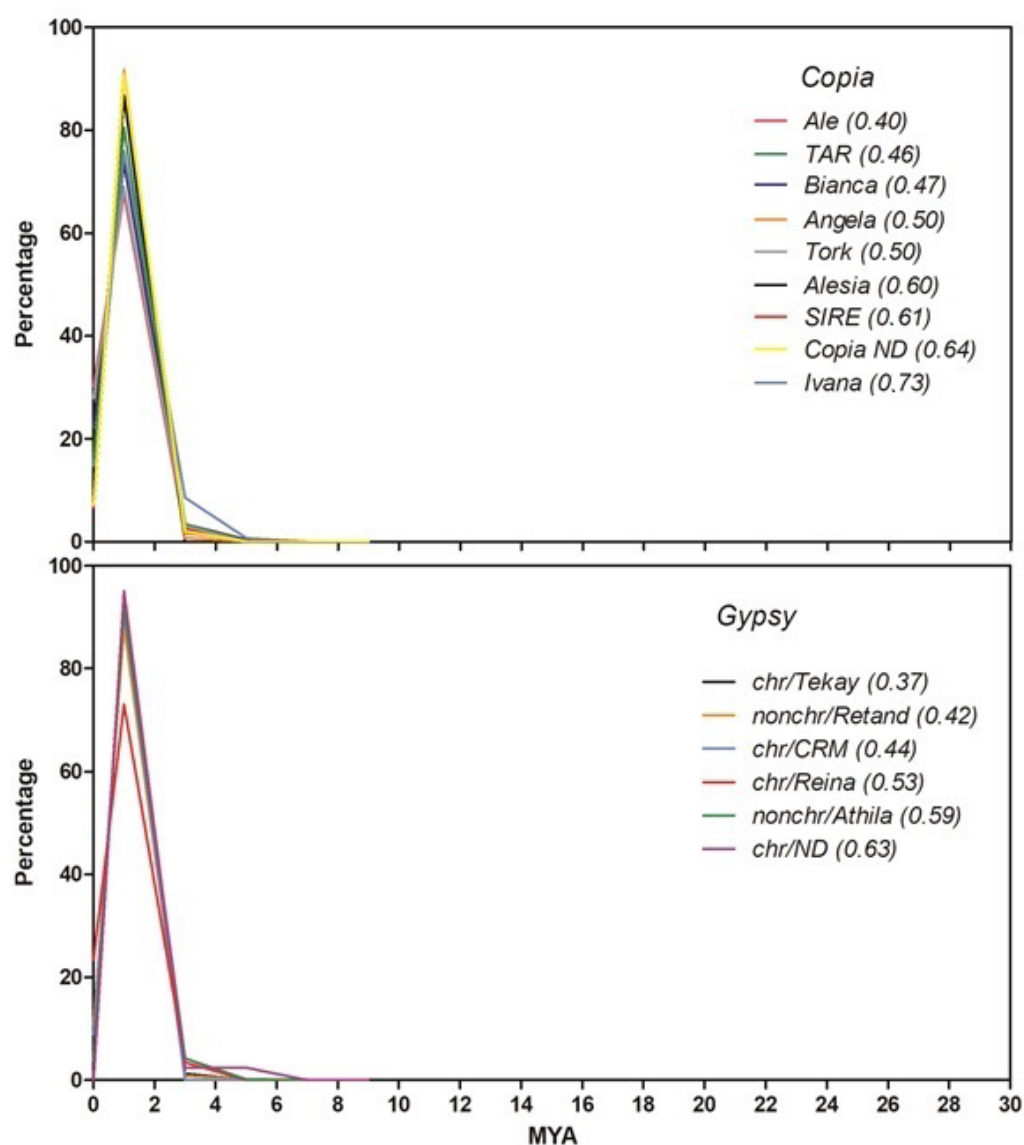 100
80
60
40
20
0
Percentage
Copia
Ale (0.40)
TAR (0.46)
Bianca (0.47)
Angela (0.50)
Tork (0.50)
Alesia (0.60)
SIRE (0.61)
Copia ND (0.64)
Ivana (0.73)
100
80
60
40
20
0
Percentage
Gypsy
chr/Tekay (0.37)
nonchr/Retand (0.42)
chr/CRM (0.44)
chr/Reina (0.53)
nonchr/Athila (0.59)
chr/ND (0.63)
0 2 4 6 8 10 12 14 16 18 20 22 24 26 28 30
MYA